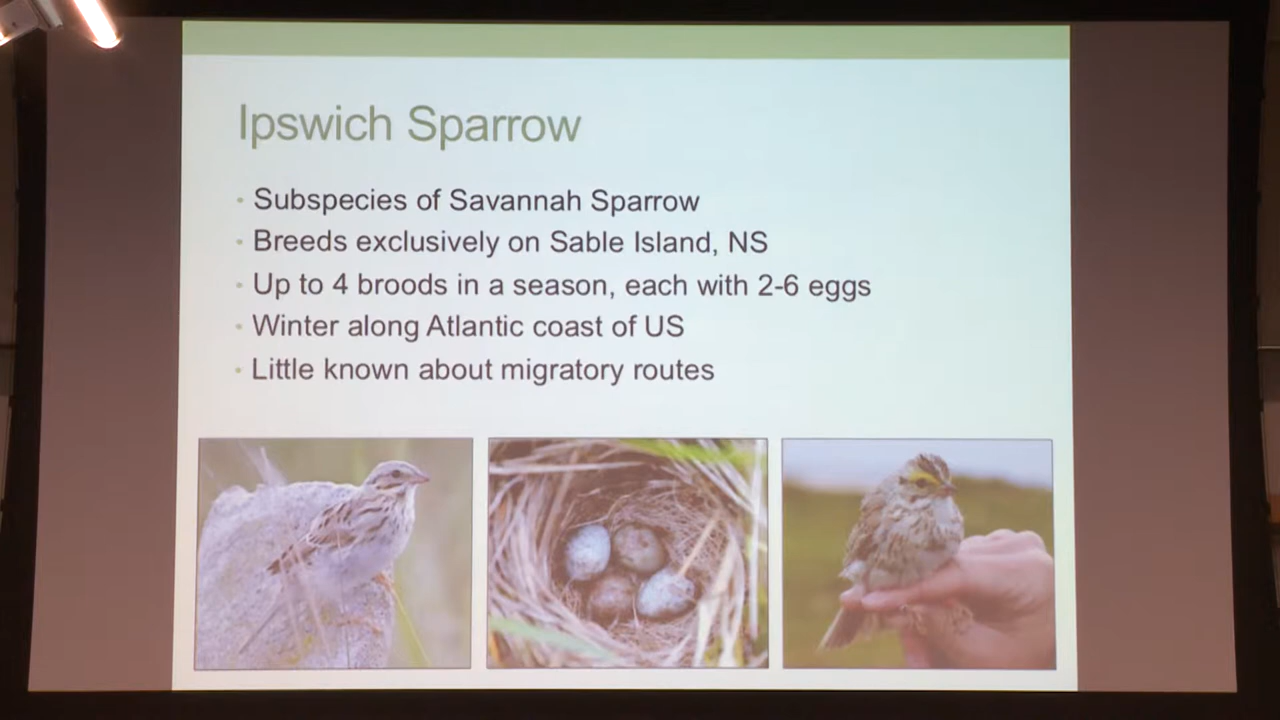 Ipswich Sparrow
• Subspecies of Savannah Sparrow
• Breeds exclusively on Sable Island, NS
• Up to 4 broods in a season, each with 2-6 eggs
• Winter along Atlantic coast of US
• Little known about migratory routes